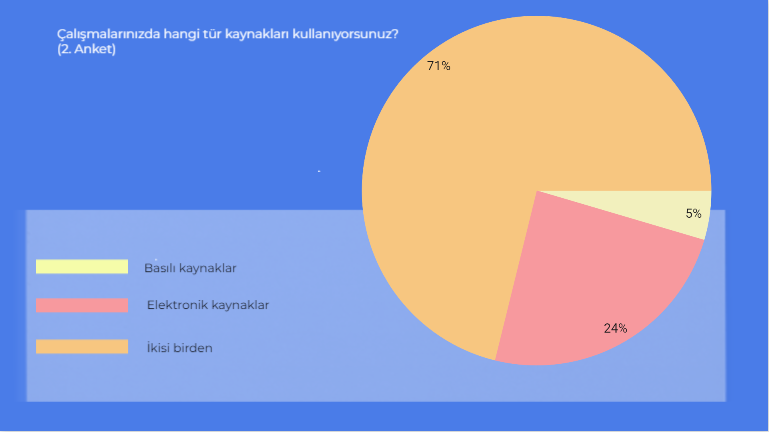 Çalışmalarınızda hangi tür kaynakları kullanıyorsunuz?
(2. Anket)
71%
5%
Basılı kaynaklar
Elektronik kaynaklar
24%
İkisi birden